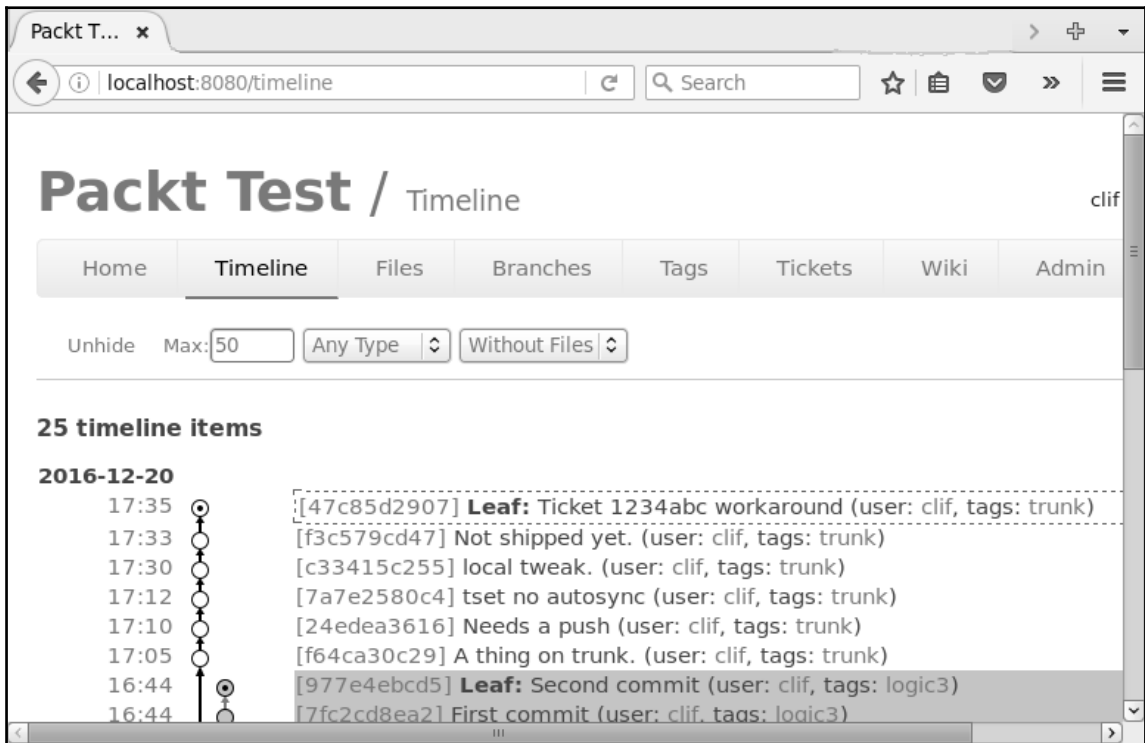 Packt T... ×
localhost:8080/timeline Search
Packt Test / Timeline
clif
Home Timeline Files Branches Tags Tickets Wiki Admin
Unhide Max: 50 Any Type Without Files
25 timeline items
2016-12-20
17:35 [47c85d2907] Leaf: Ticket 1234abc workaround (user: clif, tags: trunk)
17:33 [f3c579cd47] Not shipped yet. (user: clif, tags: trunk)
17:30 [c33415c255] local tweak. (user: clif, tags: trunk)
17:12 [7a7e2580c4] tset no autosync (user: clif, tags: trunk)
17:10 [24edea3616] Needs a push (user: clif, tags: trunk)
17:05 [f64ca30c29] A thing on trunk. (user: clif, tags: trunk)
16:44 [977e4ebcd5] Leaf: Second commit (user: clif, tags: logic3)
16:44 [7fc2cd8ea2] First commit (user: clif, tags: logic3)